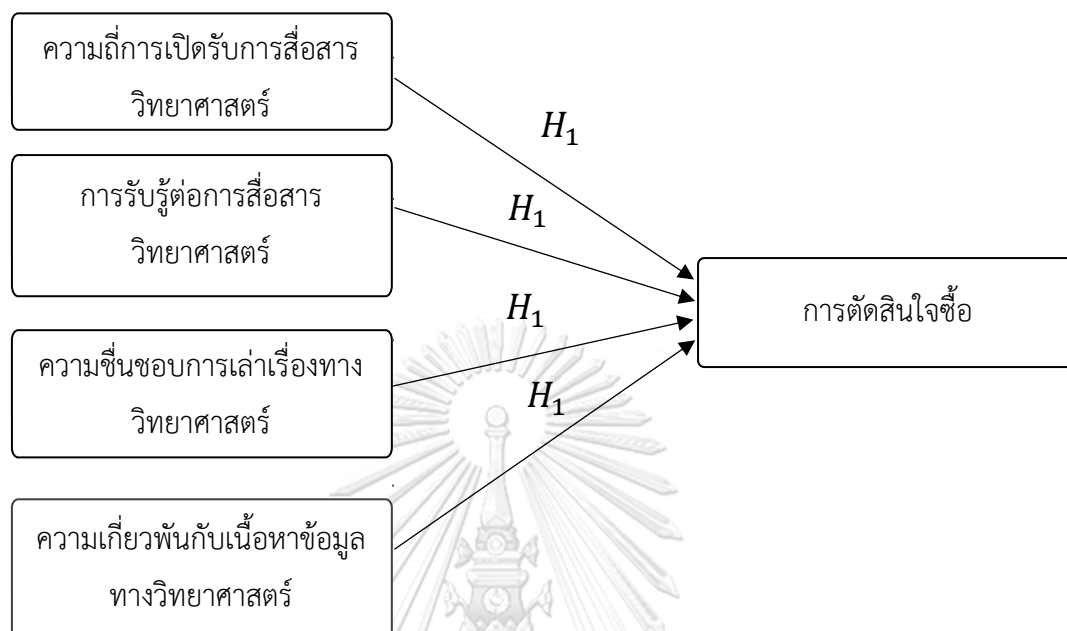 ความถี่การเปิดรับการสื่อสาร
วิทยาศาสตร์
H₁
การรับรู้ต่อการสื่อสาร
วิทยาศาสตร์
H₁
การตัดสินใจซื้อ
H₁
ความชื่นชอบการเล่าเรื่องทาง
วิทยาศาสตร์
H₁
ความเกี่ยวพันกับเนื้อหาข้อมูล
ทางวิทยาศาสตร์